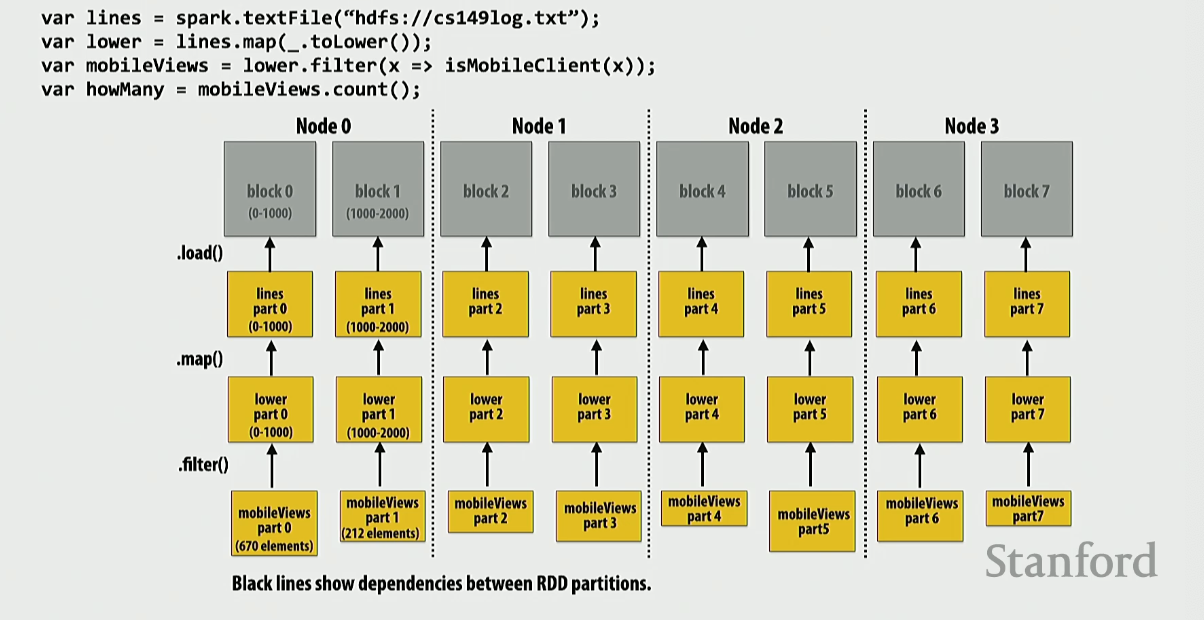 var lines = spark.textFile(“hdfs://cs149log.txt”);
var lower = lines.map(_.toLower());
var mobileViews = lower.filter(x => isMobileClient(x));
var howMany = mobileViews.count();
Node 0 Node 1 Node 2 Node 3
block 0 block 1 block 2 block 3 block 4 block 5 block 6 block 7
(0-1000) (1000-2000)
.load()
lines lines lines lines lines lines lines lines
part 0 part 1 part 2 part 3 part 4 part 5 part 6 part 7
(0-1000) (1000-2000)
.map()
lower lower lower lower lower lower lower lower
part 0 part 1 part 2 part 3 part 4 part 5 part 6 part 7
(0-1000) (1000-2000)
.filter()
mobileViews mobileViews mobileViews mobileViews mobileViews mobileViews mobileViews mobileViews
part 0 part 1 part 2 part 3 part 4 part5 part 6 part7
(670 elements) (212 elements)
Stanford
Black lines show dependencies between RDD partitions.